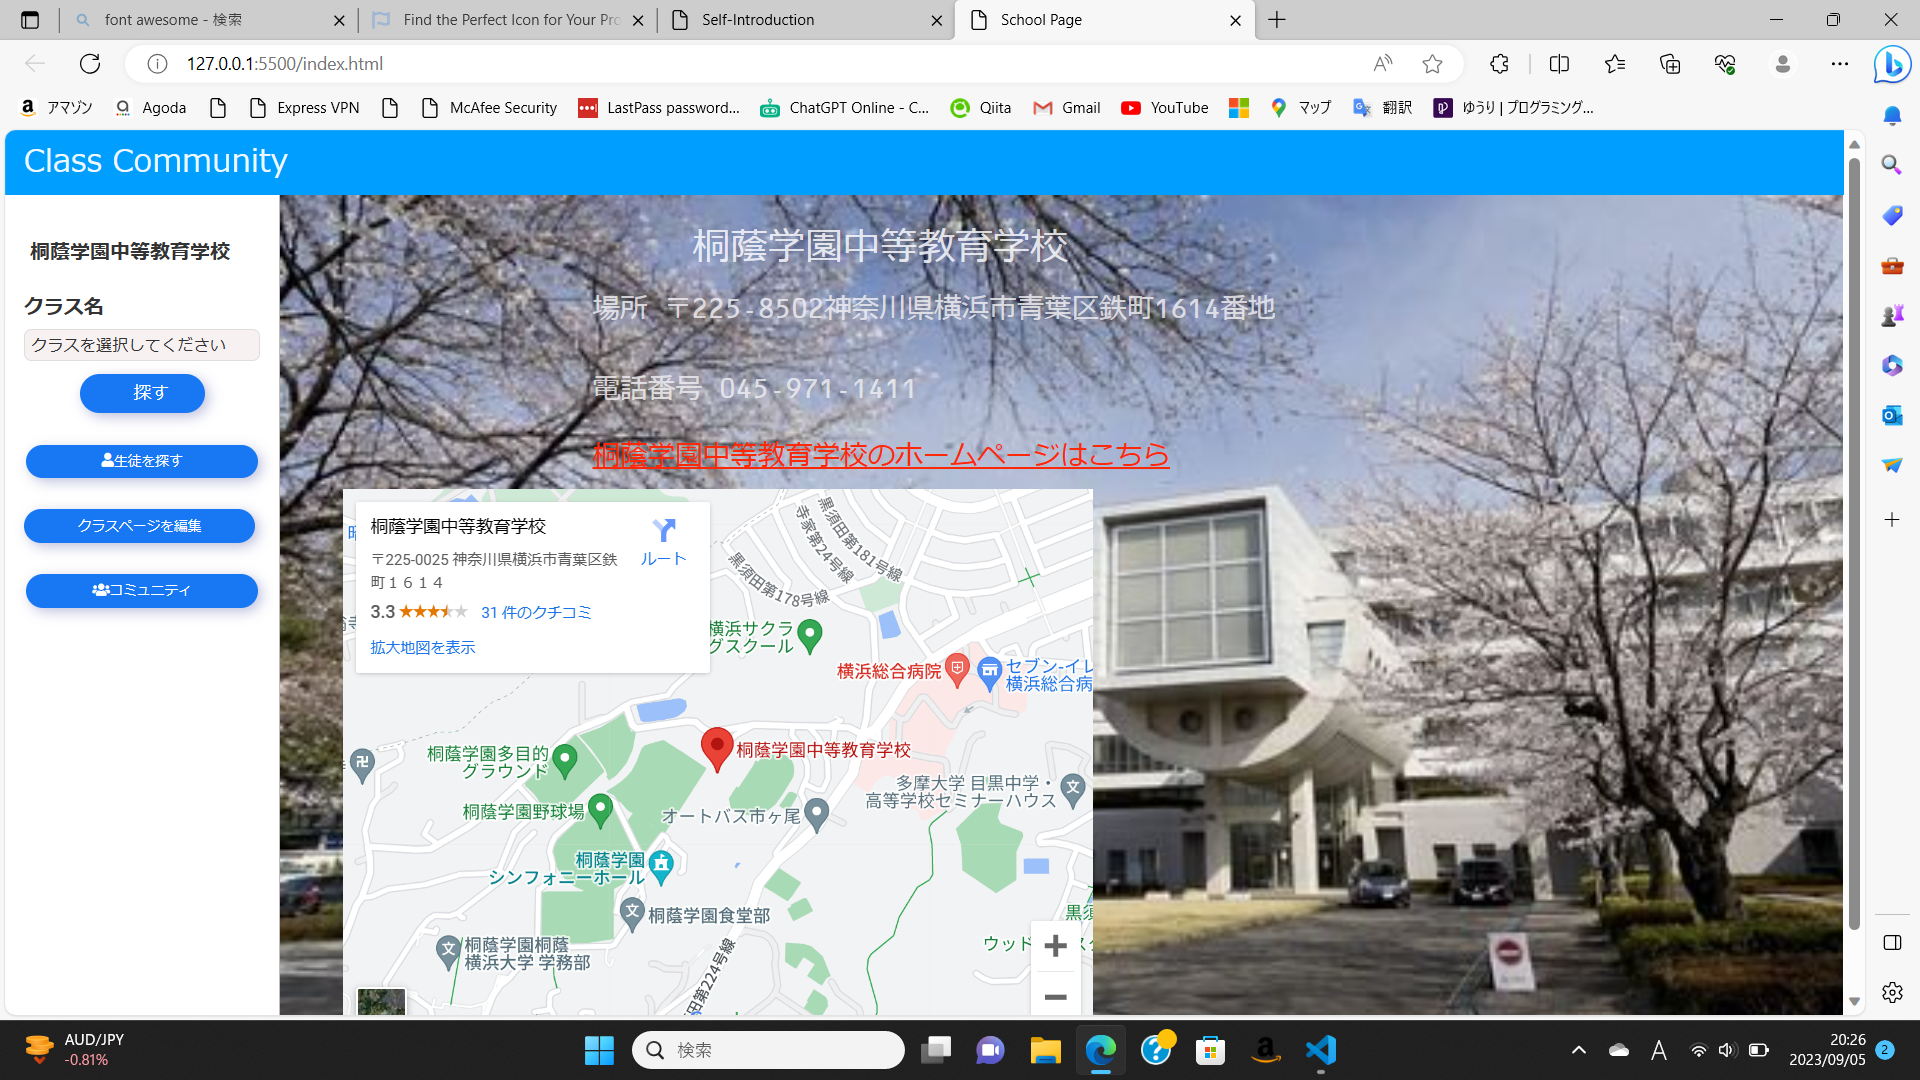 font awesome - 検索
Find the Perfect Icon for Your Pro
Self-Introduction
School Page
127.0.0.1:5500/index.html
アマゾン
Agoda
Express VPN
McAfee Security
LastPass password...
ChatGPT Online - C...
Qiita
Gmail
YouTube
マップ
翻訳
ゆうり | プログラミング...
Class Community
桐蔭学園中等教育学校
クラス名
クラスを選択してください
探す
生徒を探す
クラスページを編集
コミュニティ
桐蔭学園中等教育学校
場所 〒225-8502神奈川県横浜市青葉区鉄町1614番地
電話番号 045-971-1411
桐蔭学園中等教育学校のホームページはこちら
桐蔭学園中等教育学校
〒225-0025 神奈川県横浜市青葉区鉄
町１６１４
ルート
3.3
31 件のクチコミ
拡大地図を表示
黒須田第181号線
寺家第24号線
黒須田第178号線
横浜サクラ
グスクール
横浜総合病院
セブン-イレ
横浜総合病
桐蔭学園中等教育学校
桐蔭学園多目的
グラウンド
多摩大学 目黒中学・
高等学校セミナーハウス
桐蔭学園野球場
オートバス市ヶ尾
桐蔭学園
シンフォニーホール
桐蔭学園食堂部
桐蔭学園桐蔭
横浜大学 学務部
田第224号線
黒須
ウッド
AUD/JPY
-0.81%
検索
A
20:26
2023/09/05
2